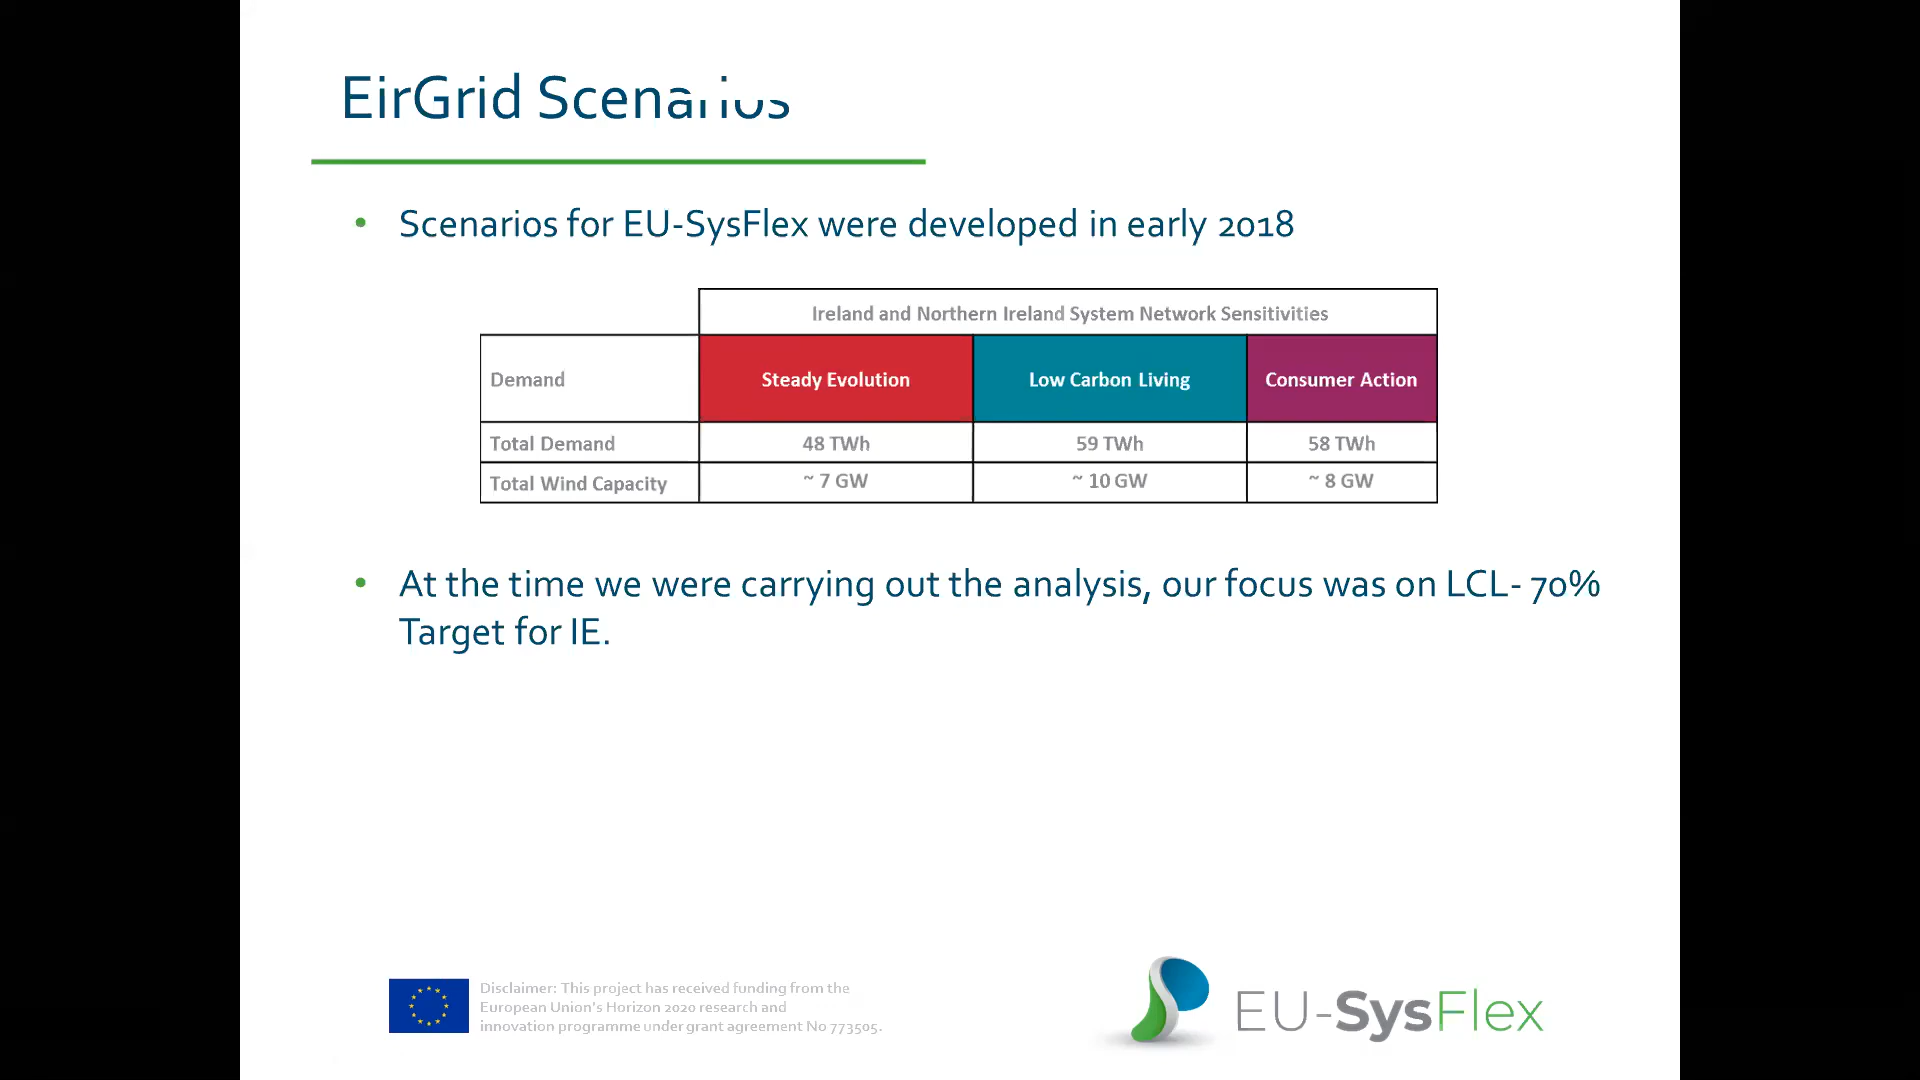 EirGrid Scenarios
• Scenarios for EU-SysFlex were developed in early 2018
Ireland and Northern Ireland System Network Sensitivities
Demand Steady Evolution Low Carbon Living Consumer Action
Total Demand 48 TWh 59 TWh 58 TWh
Total Wind Capacity ~ 7 GW ~ 10 GW ~ 8 GW
• At the time we were carrying out the analysis, our focus was on LCL- 70%
Target for IE.
Disclaimer: This project has received funding from the
European Union's Horizon 2020 research and
innovation programme under grant agreement No 773505.
EU-SysFlex